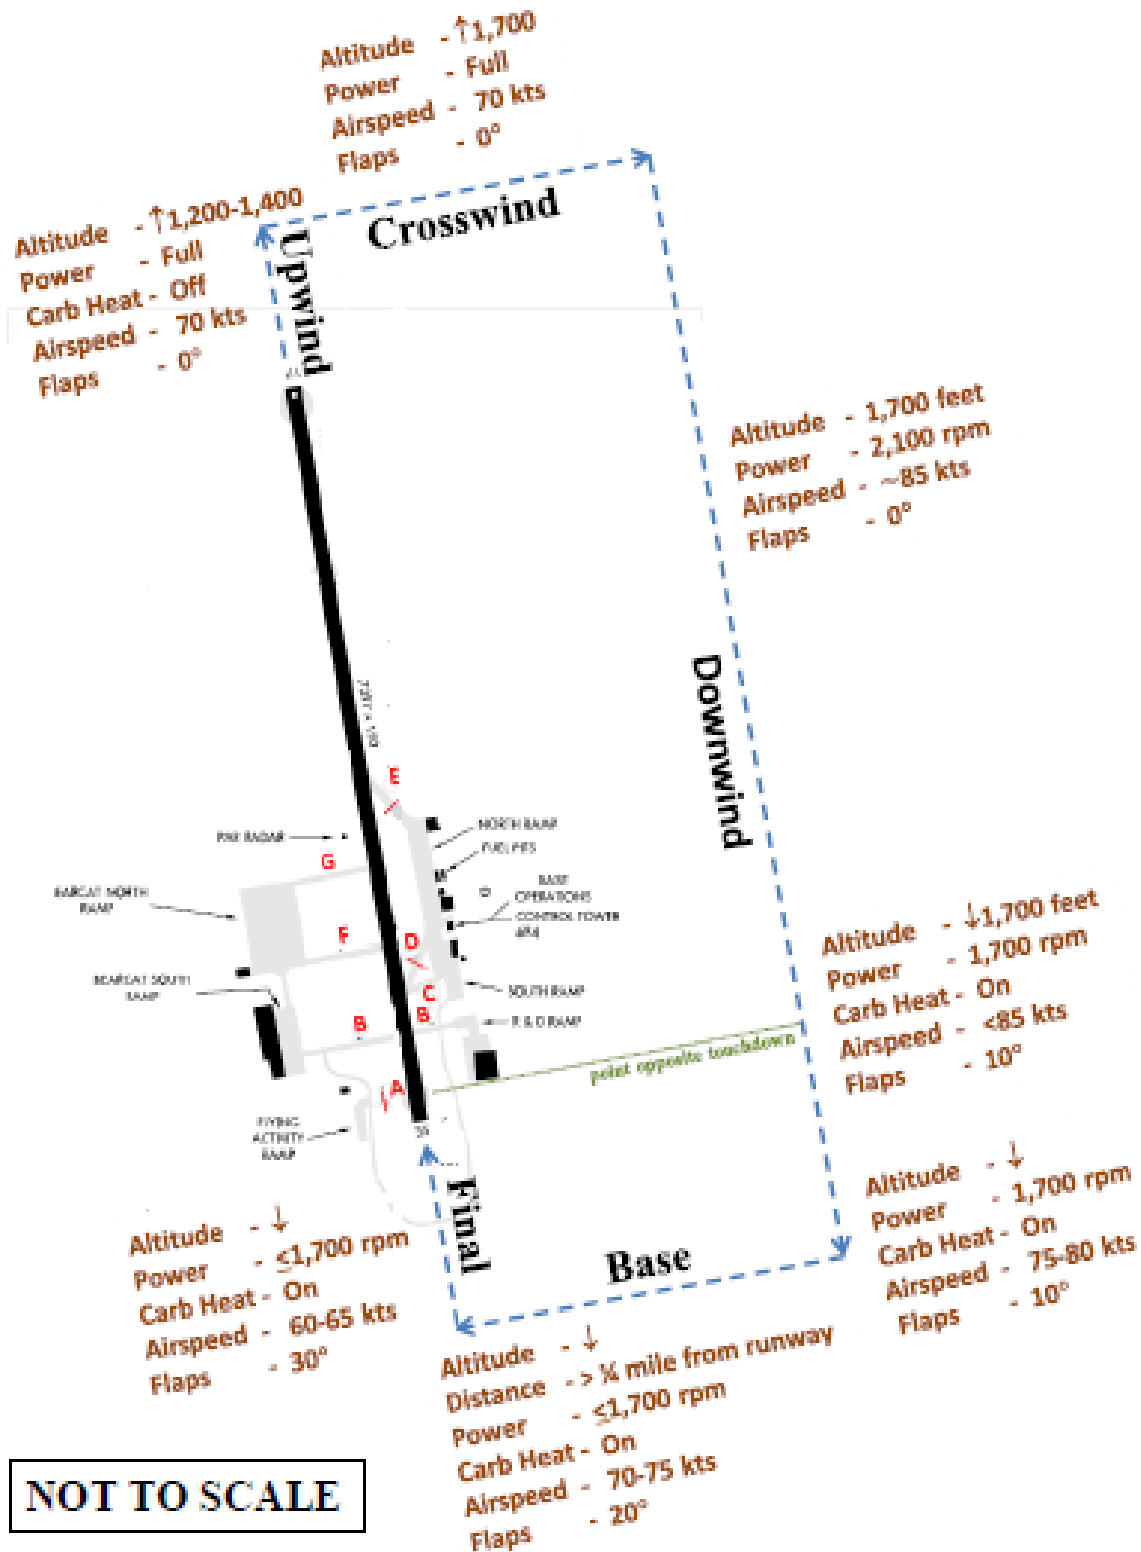 Altitude - ↑1,700
Power - Full
Airspeed - 70 kts
Flaps - 0°
Altitude - ↑1,200-1,400
Power - Full
Carb Heat - Off
Airspeed - 70 kts
Flaps - 0°
Upwind
Crosswind
Altitude - 1,700 feet
Power - 2,100 rpm
Airspeed - ~85 kts
Flaps - 0°
Downwind
E
PAR RADAR
NORTH RAMP
FUEL PITS
G
BEARCAT NORTH
RAMP
BASE
OPERATIONS
CONTROL TOWER
F
D
BEARCAT SOUTH
RAMP
C
SOUTH RAMP
B
B
R & D RAMP
point opposite touchdown
A
FLYING
ACTIVITY
RAMP
Altitude - ↓1,700 feet
Power - 1,700 rpm
Carb Heat - On
Airspeed - <85 kts
Flaps - 10°
Altitude - ↓
Power - 1,700 rpm
Carb Heat - On
Airspeed - 75-80 kts
Flaps - 10°
Final
Base
Altitude - ↓
Power - ≤1,700 rpm
Carb Heat - On
Airspeed - 60-65 kts
Flaps - 30°
Altitude - ↓
Distance - > ¼ mile from runway
Power - ≤1,700 rpm
Carb Heat - On
Airspeed - 70-75 kts
Flaps - 20°
NOT TO SCALE